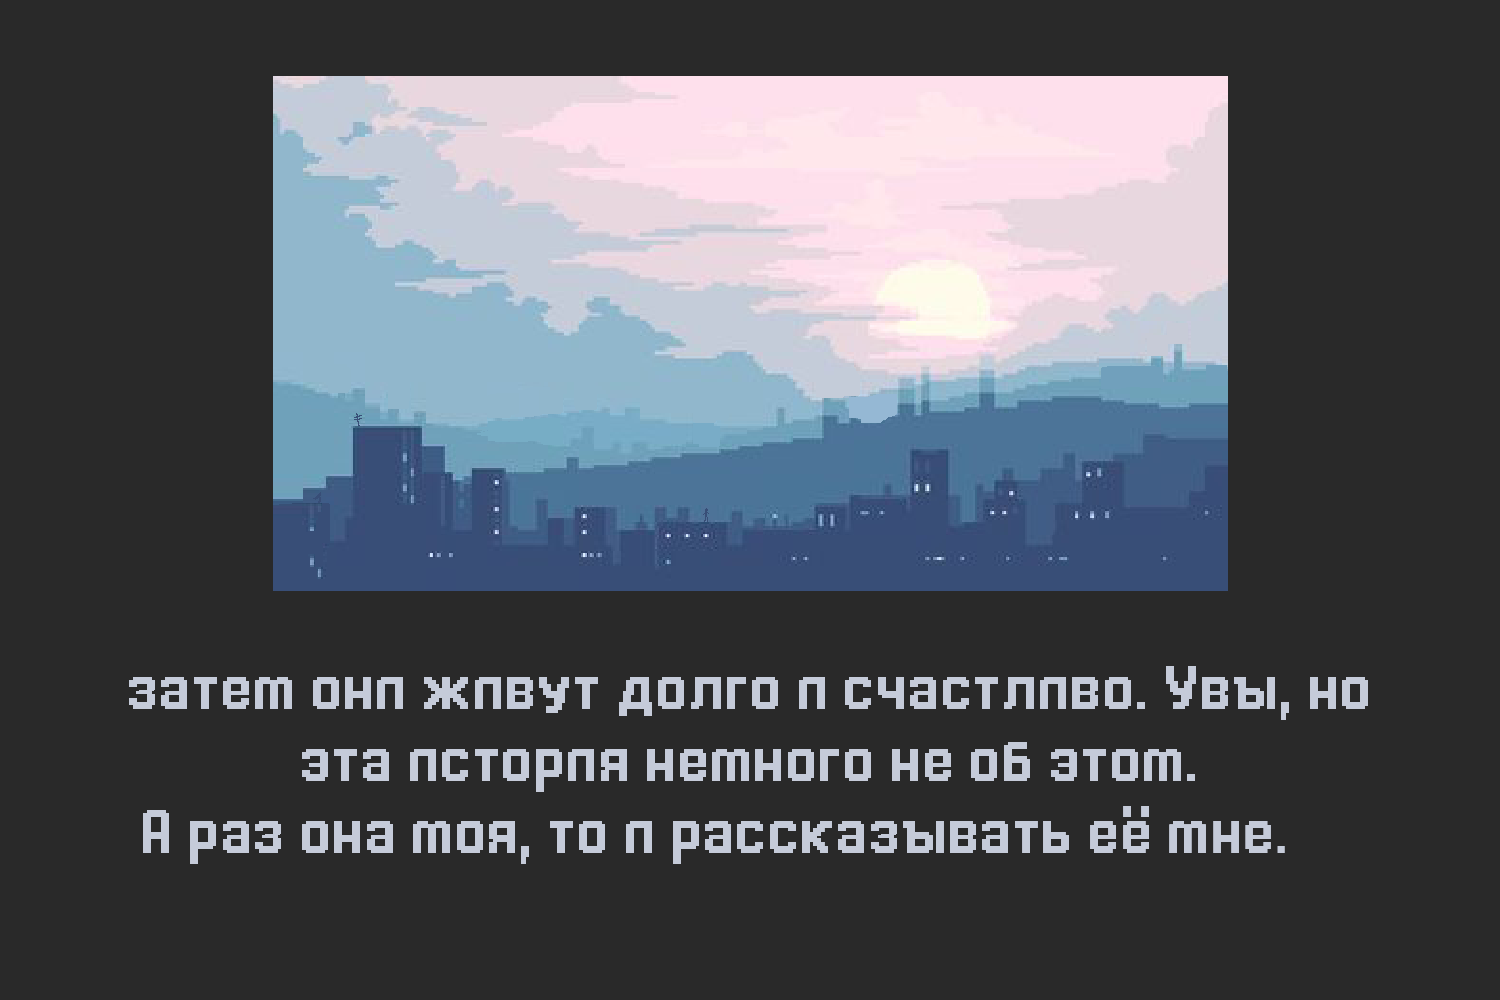 затем они живут долго и счастливо. Увы, но
эта история немного не об этом.
А раз она моя, то и рассказывать её мне.